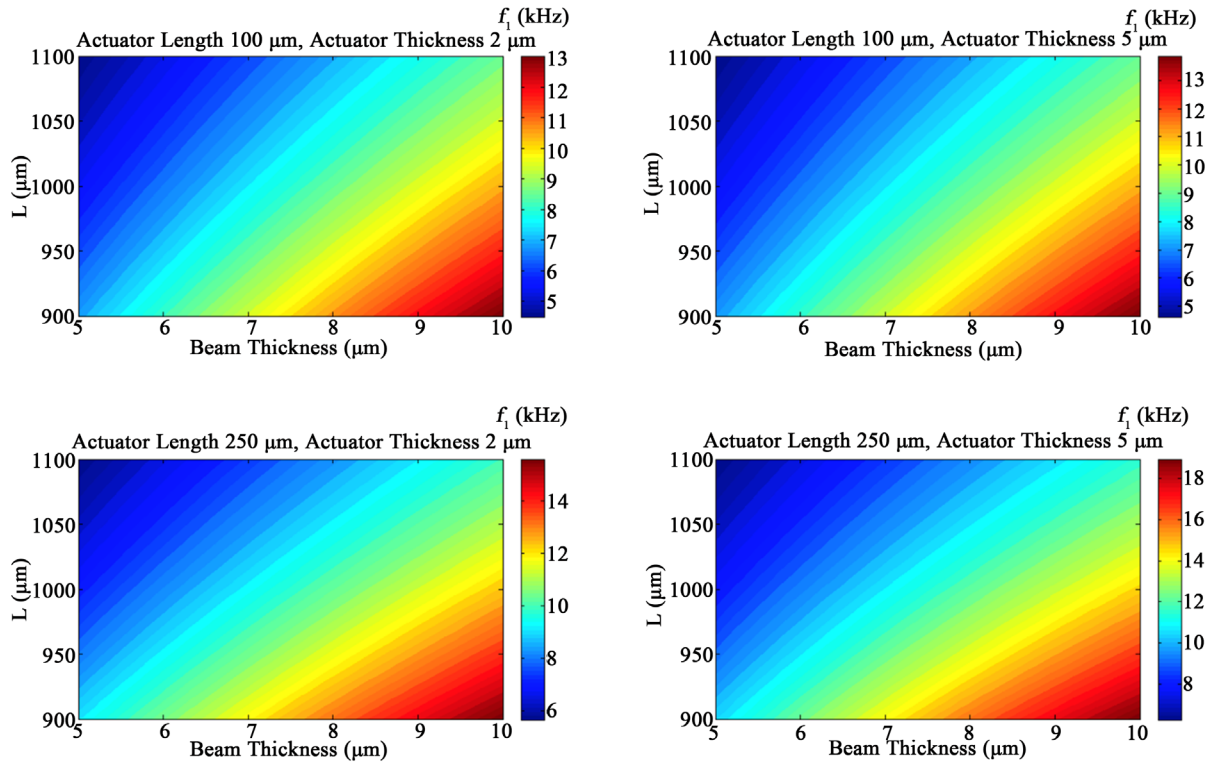 f₁ (kHz)
Actuator Length 100 μm, Actuator Thickness 2 μm
1100
1050
1000
950
900
L (μm)
5 6 7 8 9 10
Beam Thickness (μm)
13
12
11
10
9
8
7
6
5
f₁ (kHz)
Actuator Length 100 μm, Actuator Thickness 5 μm
1100
1050
1000
950
900
L (μm)
5 6 7 8 9 10
Beam Thickness (μm)
13
12
11
10
9
8
7
6
5
f₁ (kHz)
Actuator Length 250 μm, Actuator Thickness 2 μm
1100
1050
1000
950
900
L (μm)
5 6 7 8 9 10
Beam Thickness (μm)
14
12
10
8
6
f₁ (kHz)
Actuator Length 250 μm, Actuator Thickness 5 μm
1100
1050
1000
950
900
L (μm)
5 6 7 8 9 10
Beam Thickness (μm)
18
16
14
12
10
8